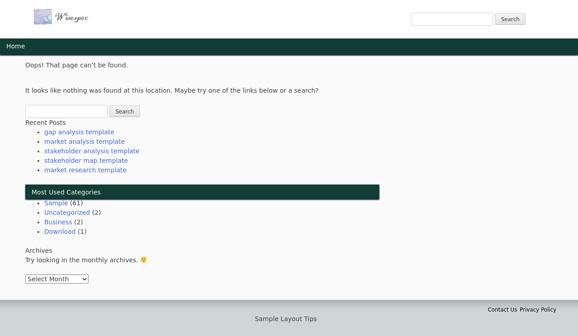 Winepec
Search
Home
Oops! That page can't be found.
It looks like nothing was found at this location. Maybe try one of the links below or a search?
Search
Recent Posts
gap analysis template
market analysis template
stakeholder analysis template
stakeholder map template
market research template
Most Used Categories
Sample (61)
Uncategorized (2)
Business (2)
Download (1)
Archives
Try looking in the monthly archives. 🙂
Select Month
Contact Us Privacy Policy
Sample Layout Tips